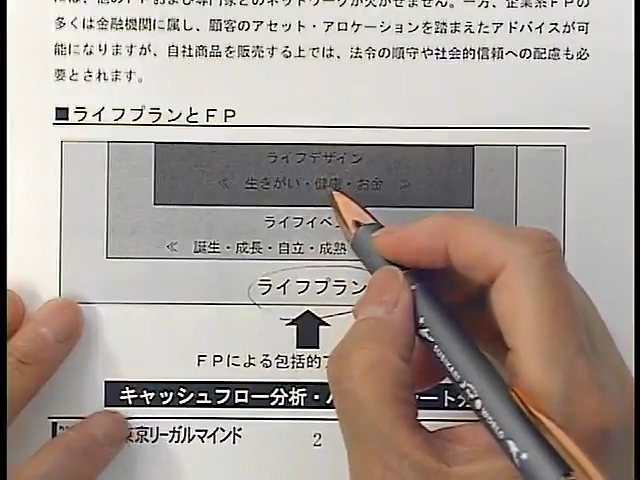 多くは金融機関に属し、顧客のアセット・アロケーションを踏まえたアドバイスが可
能になりますが、自社商品を販売する上では、法令の順守や社会的信頼への配慮も必
要とされます。
■ライフプランとＦＰ
ライフデザイン
≪ 生きがい・健康・お金 ≫
ライフイベ
≪ 誕生・成長・自立・成熟
ライフプラン
ＦＰによる包括的
キャッシュフロー分析・
東京リーガルマインド
2